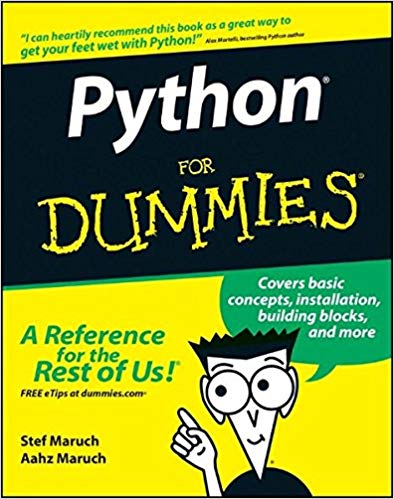 "I can heartily recommend this book as a great way to
get your feet wet with Python!" Alex Martelli, bestselling Python author
Python®
FOR
DUMMIES®
Covers basic
concepts, installation,
building blocks,
and more
A Reference
for the
Rest of Us!®
FREE eTips at dummies.com®
Stef Maruch
Aahz Maruch